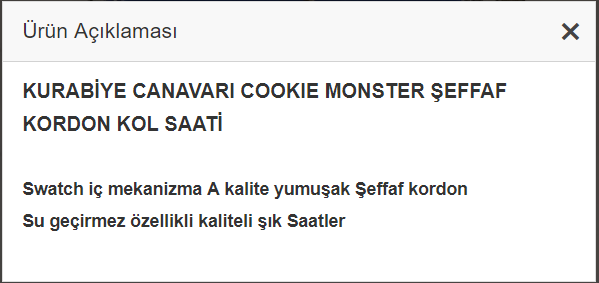 Ürün Açıklaması
KURABİYE CANAVARI COOKIE MONSTER ŞEFFAF
KORDON KOL SAATİ
Swatch iç mekanizma A kalite yumuşak Şeffaf kordon
Su geçirmez özellikli kaliteli şık Saatler